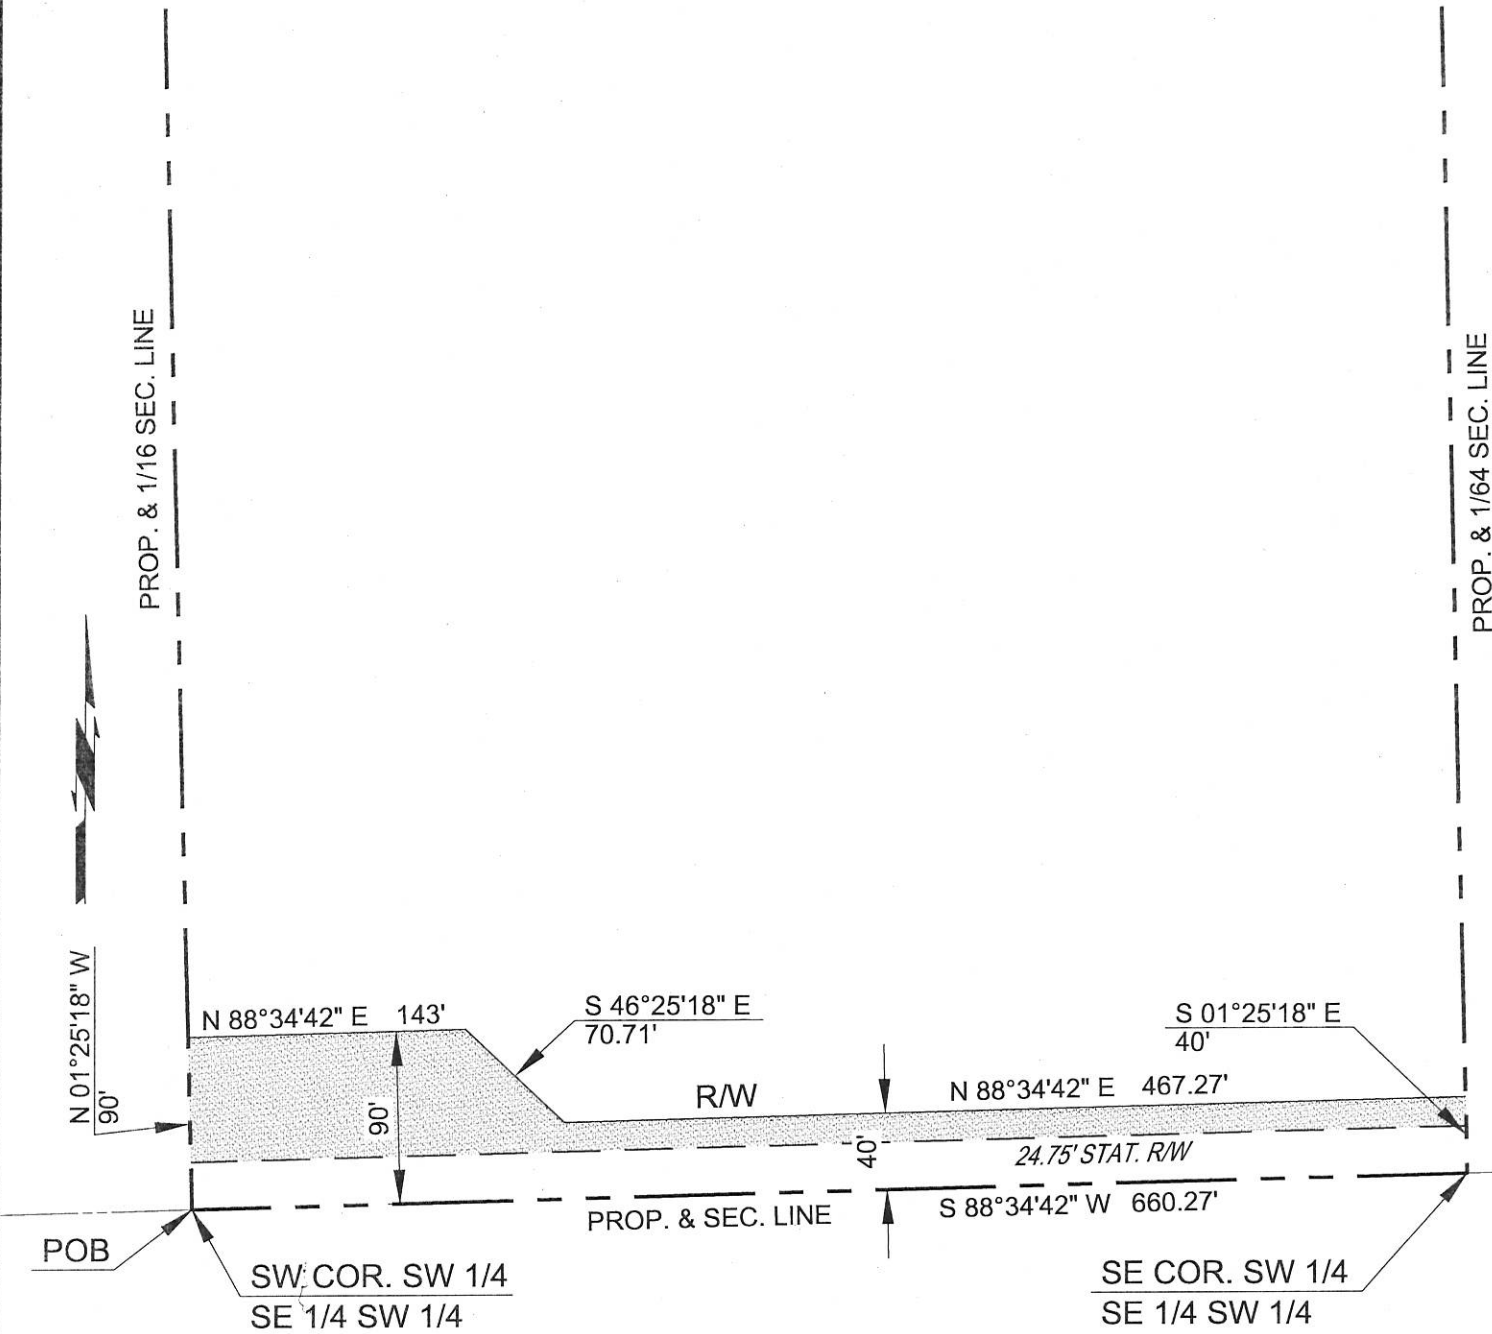 PROP. & 1/16 SEC. LINE
PROP. & 1/64 SEC. LINE
N 01°25'18" W
90'
N 88°34'42" E 143'
S 46°25'18" E
70.71'
S 01°25'18" E
40'
R/W
N 88°34'42" E 467.27'
90'
40'
24.75' STAT. R/W
PROP. & SEC. LINE
S 88°34'42" W 660.27'
POB
SW COR. SW 1/4
SE 1/4 SW 1/4
SE COR. SW 1/4
SE 1/4 SW 1/4